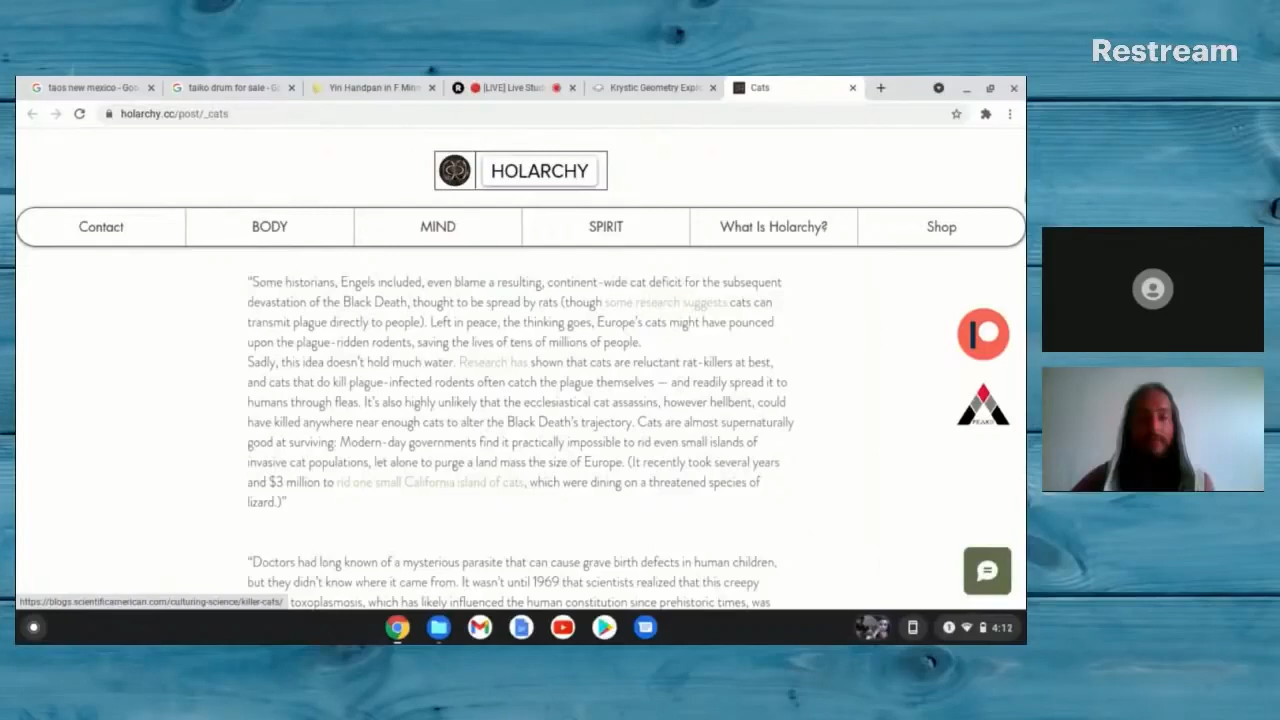 Restream
taos new mexico - Goo
taiko drum for sale - G
Yin Handpan in F Min
[LIVE] Live Stud
Krystic Geometry Expl
Cats
holarchy.cc/post/_cats
HOLARCHY
Contact
BODY
MIND
SPIRIT
What Is Holarchy?
Shop
“Some historians, Engels included, even blame a resulting, continent-wide cat deficit for the subsequent
devastation of the Black Death, thought to be spread by rats (though some research suggests cats can
transmit plague directly to people). Left in peace, the thinking goes, Europe’s cats might have pounced
upon the plague-ridden rodents, saving the lives of tens of millions of people.
Sadly, this idea doesn’t hold much water. Research has shown that cats are reluctant rat-killers at best,
and cats that do kill plague-infected rodents often catch the plague themselves — and readily spread it to
humans through fleas. It’s also highly unlikely that the ecclesiastical cat assassins, however hellbent, could
have killed anywhere near enough cats to alter the Black Death’s trajectory. Cats are almost supernaturally
good at surviving: Modern-day governments find it practically impossible to rid even small islands of
invasive cat populations, let alone to purge a land mass the size of Europe. (It recently took several years
and $3 million to rid one small California island of cats, which were dining on a threatened species of
lizard.)”
“Doctors had long known of a mysterious parasite that can cause grave birth defects in human children,
but they didn’t know where it came from. It wasn’t until 1969 that scientists realized that this creepy
toxoplasmosis, which has likely influenced the human constitution since prehistoric times, was
https://blogs.scientificamerican.com/culturing-science/killer-cats/
1
4:12